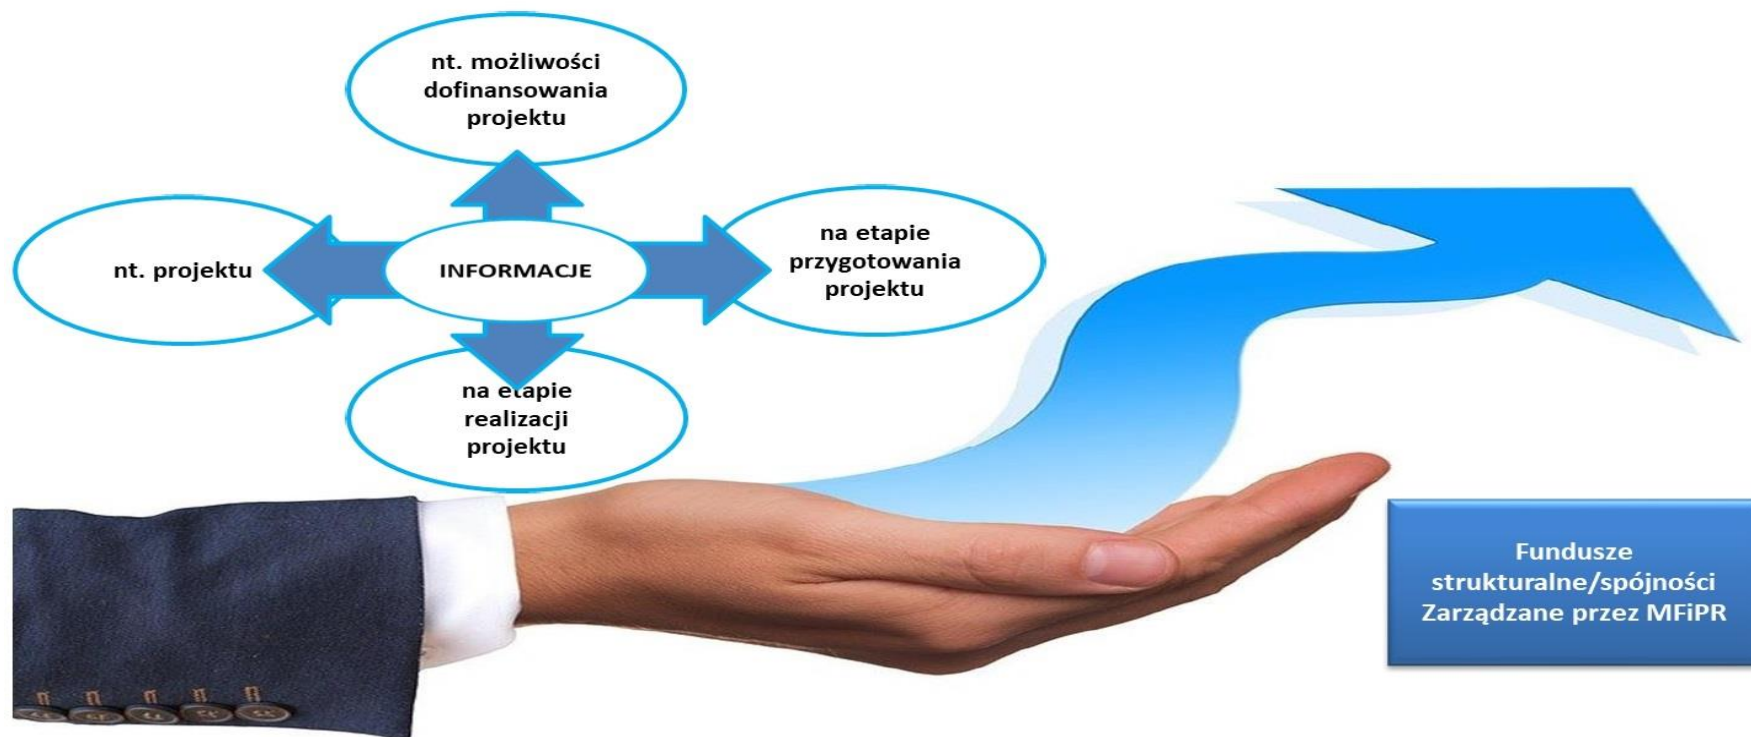 nt. możliwości
dofinansowania
projektu
nt. projektu
INFORMACJE
na etapie
przygotowania
projektu
na etapie
realizacji
projektu
Fundusze
strukturalne/spójności
Zarządzane przez MFiPR